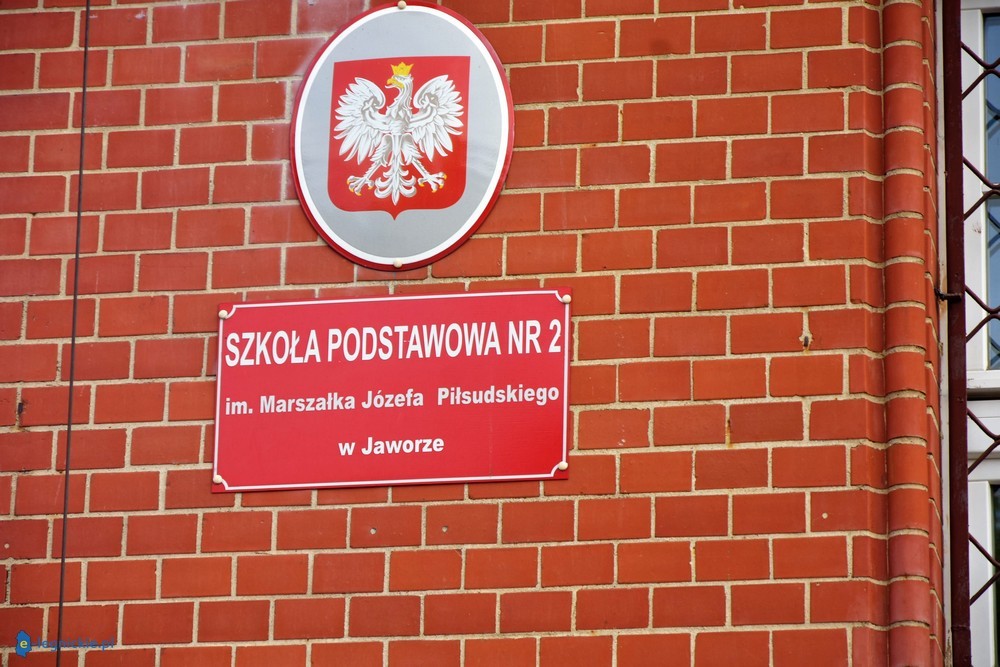 SZKOŁA PODSTAWOWA NR 2
im. Marszałka Józefa Piłsudskiego
w Jaworze